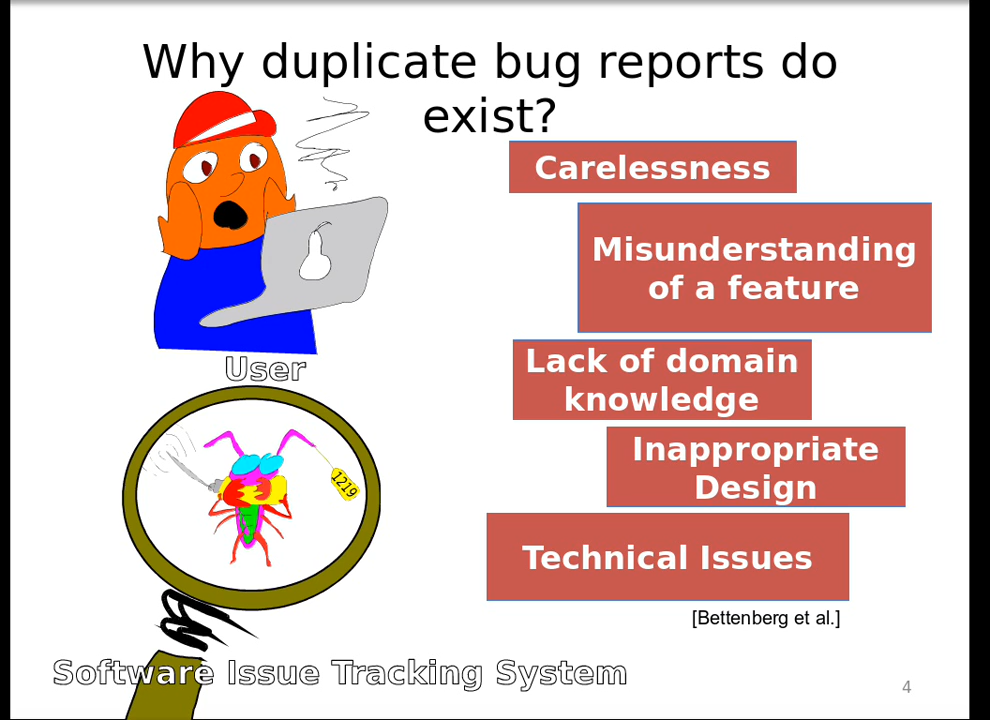 Why duplicate bug reports do
exist?
Carelessness
Misunderstanding
of a feature
Lack of domain
knowledge
Inappropriate
Design
Technical Issues
[Bettenberg et al.]
User
1219
Software Issue Tracking System
4